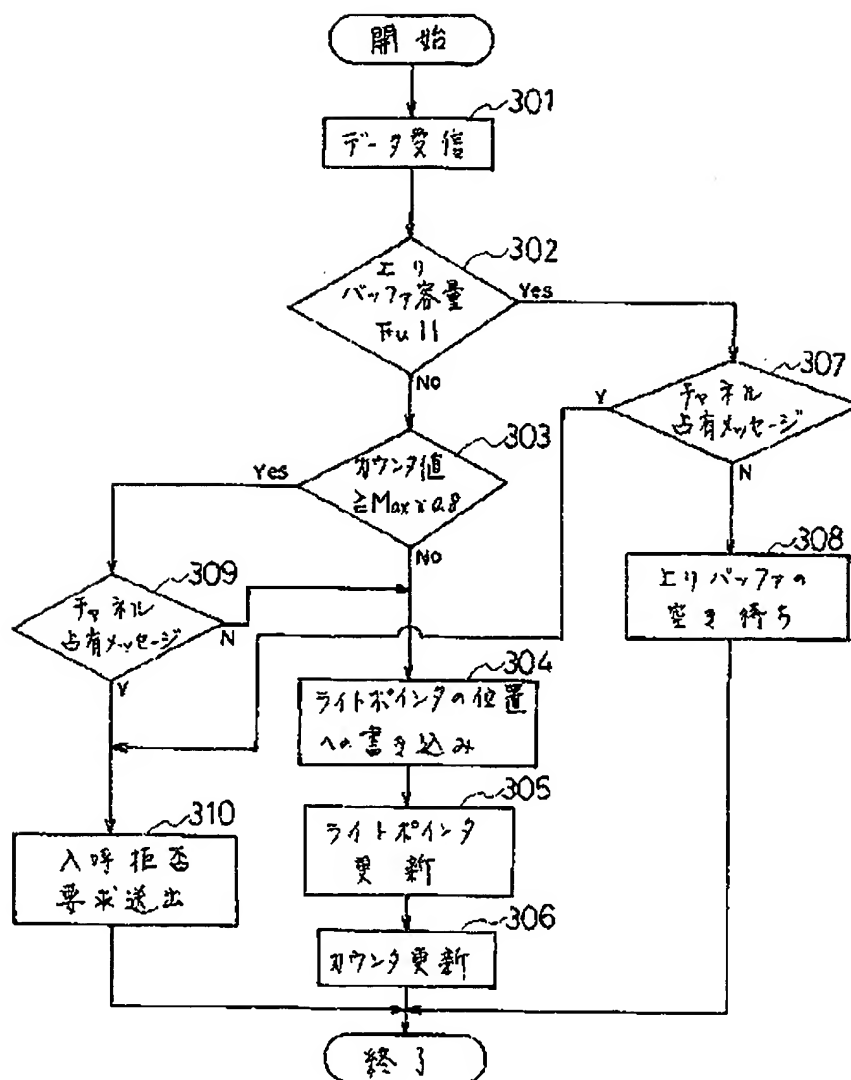 開始
301
データ受信
302
上り
バッファ容量
Full
Yes
No
307
チャネル
占有メッセージ
Y
N
303
カウンタ値
≧Max×0.8
Yes
No
308
上りバッファの
空き待ち
309
チャネル
占有メッセージ
N
Y
304
ライトポインタの位置
への書き込み
305
ライトポインタ
更新
310
入呼拒否
要求送出
306
カウンタ更新
終了